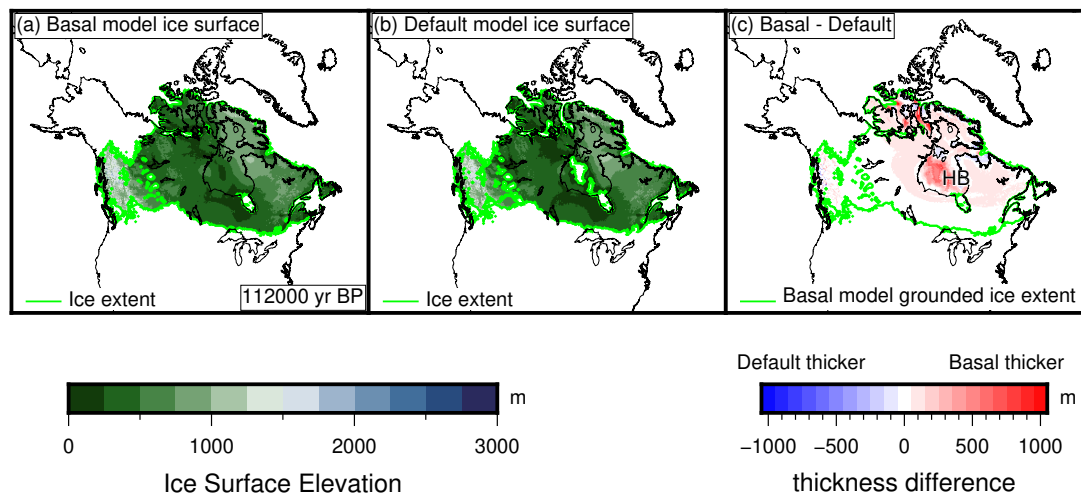 (a) Basal model ice surface
(b) Default model ice surface
(c) Basal - Default
HB
Ice extent
112000 yr BP
Ice extent
Basal model grounded ice extent
Default thicker
Basal thicker
m
m
0
1000
2000
3000
−1000
−500
0
500
1000
Ice Surface Elevation
thickness difference